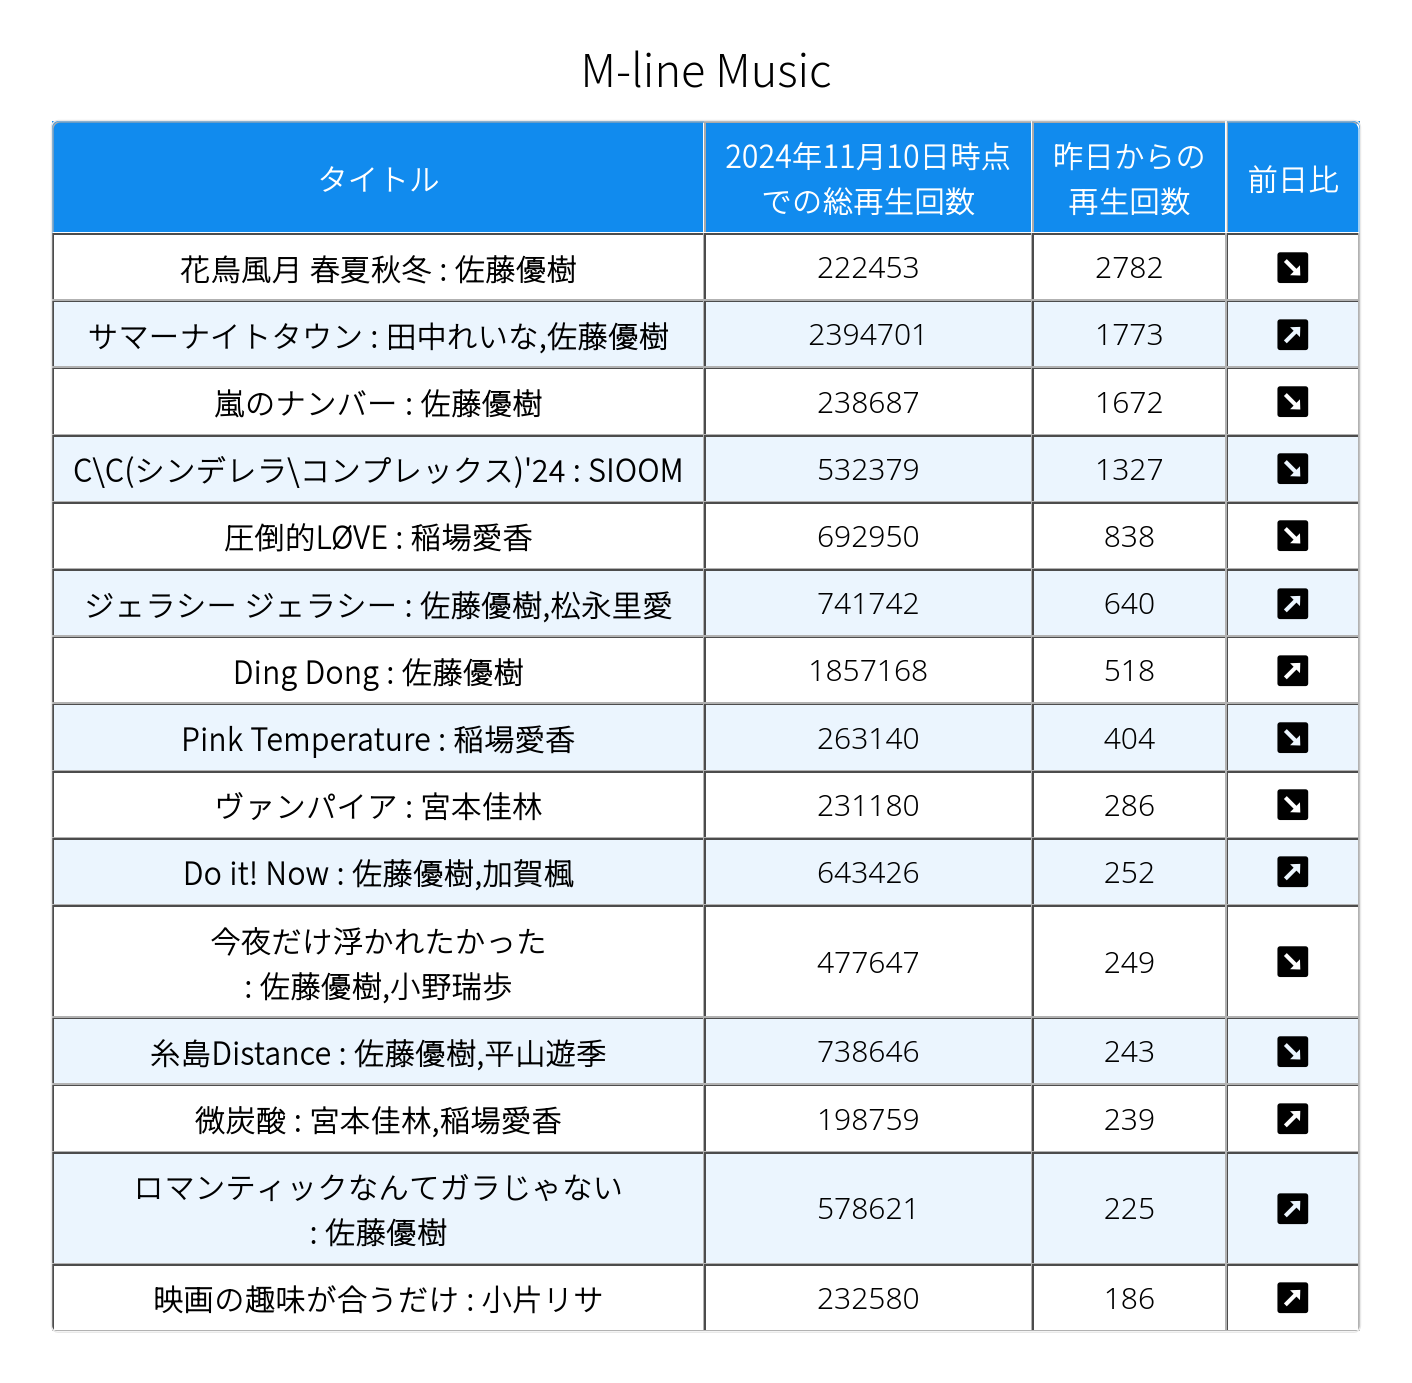 M-line Music
タイトル 2024年11月10日時点での総再生回数 昨日からの再生回数 前日比
花鳥風月 春夏秋冬 : 佐藤優樹 222453 2782
サマーナイトタウン : 田中れいな,佐藤優樹 2394701 1773
嵐のナンバー : 佐藤優樹 238687 1672
C\C(シンデレラ\コンプレックス)'24 : SIOOM 532379 1327
圧倒的LØVE : 稲場愛香 692950 838
ジェラシー ジェラシー : 佐藤優樹,松永里愛 741742 640
Ding Dong : 佐藤優樹 1857168 518
Pink Temperature : 稲場愛香 263140 404
ヴァンパイア : 宮本佳林 231180 286
Do it! Now : 佐藤優樹,加賀楓 643426 252
今夜だけ浮かれたかった
: 佐藤優樹,小野瑞歩 477647 249
糸島Distance : 佐藤優樹,平山遊季 738646 243
微炭酸 : 宮本佳林,稲場愛香 198759 239
ロマンティックなんてガラじゃない
: 佐藤優樹 578621 225
映画の趣味が合うだけ : 小片リサ 232580 186